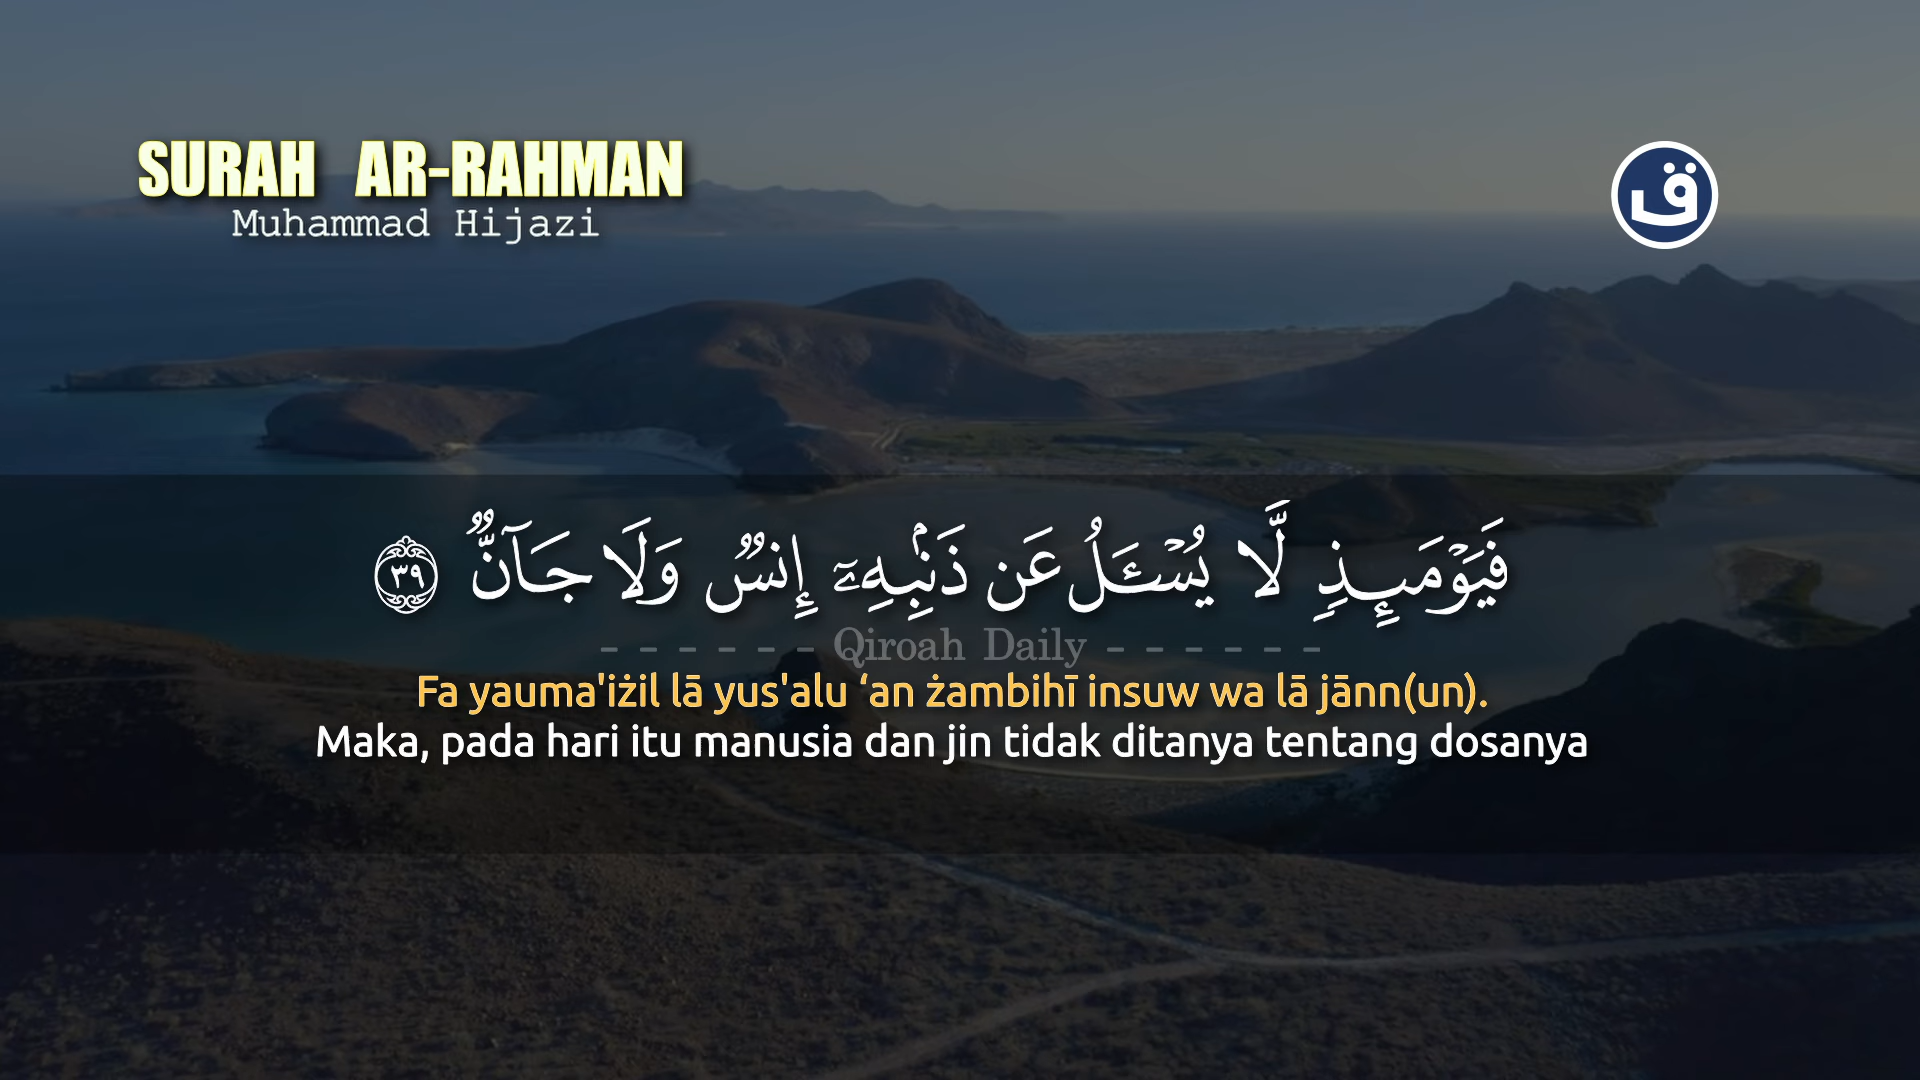 SURAH AR-RAHMAN
Muhammad Hijazi
ق
فَيَوْمَئِذٍ لَّا يُسْـَٔلُ عَن ذَنۢبِهِۦٓ إِنسٌ وَلَا جَآنٌّ ٣٩
- - - - - - Qiroah Daily - - - - - -
Fa yauma'iżil lā yus'alu ‘an żambihī insuw wa lā jānn(un).
Maka, pada hari itu manusia dan jin tidak ditanya tentang dosanya